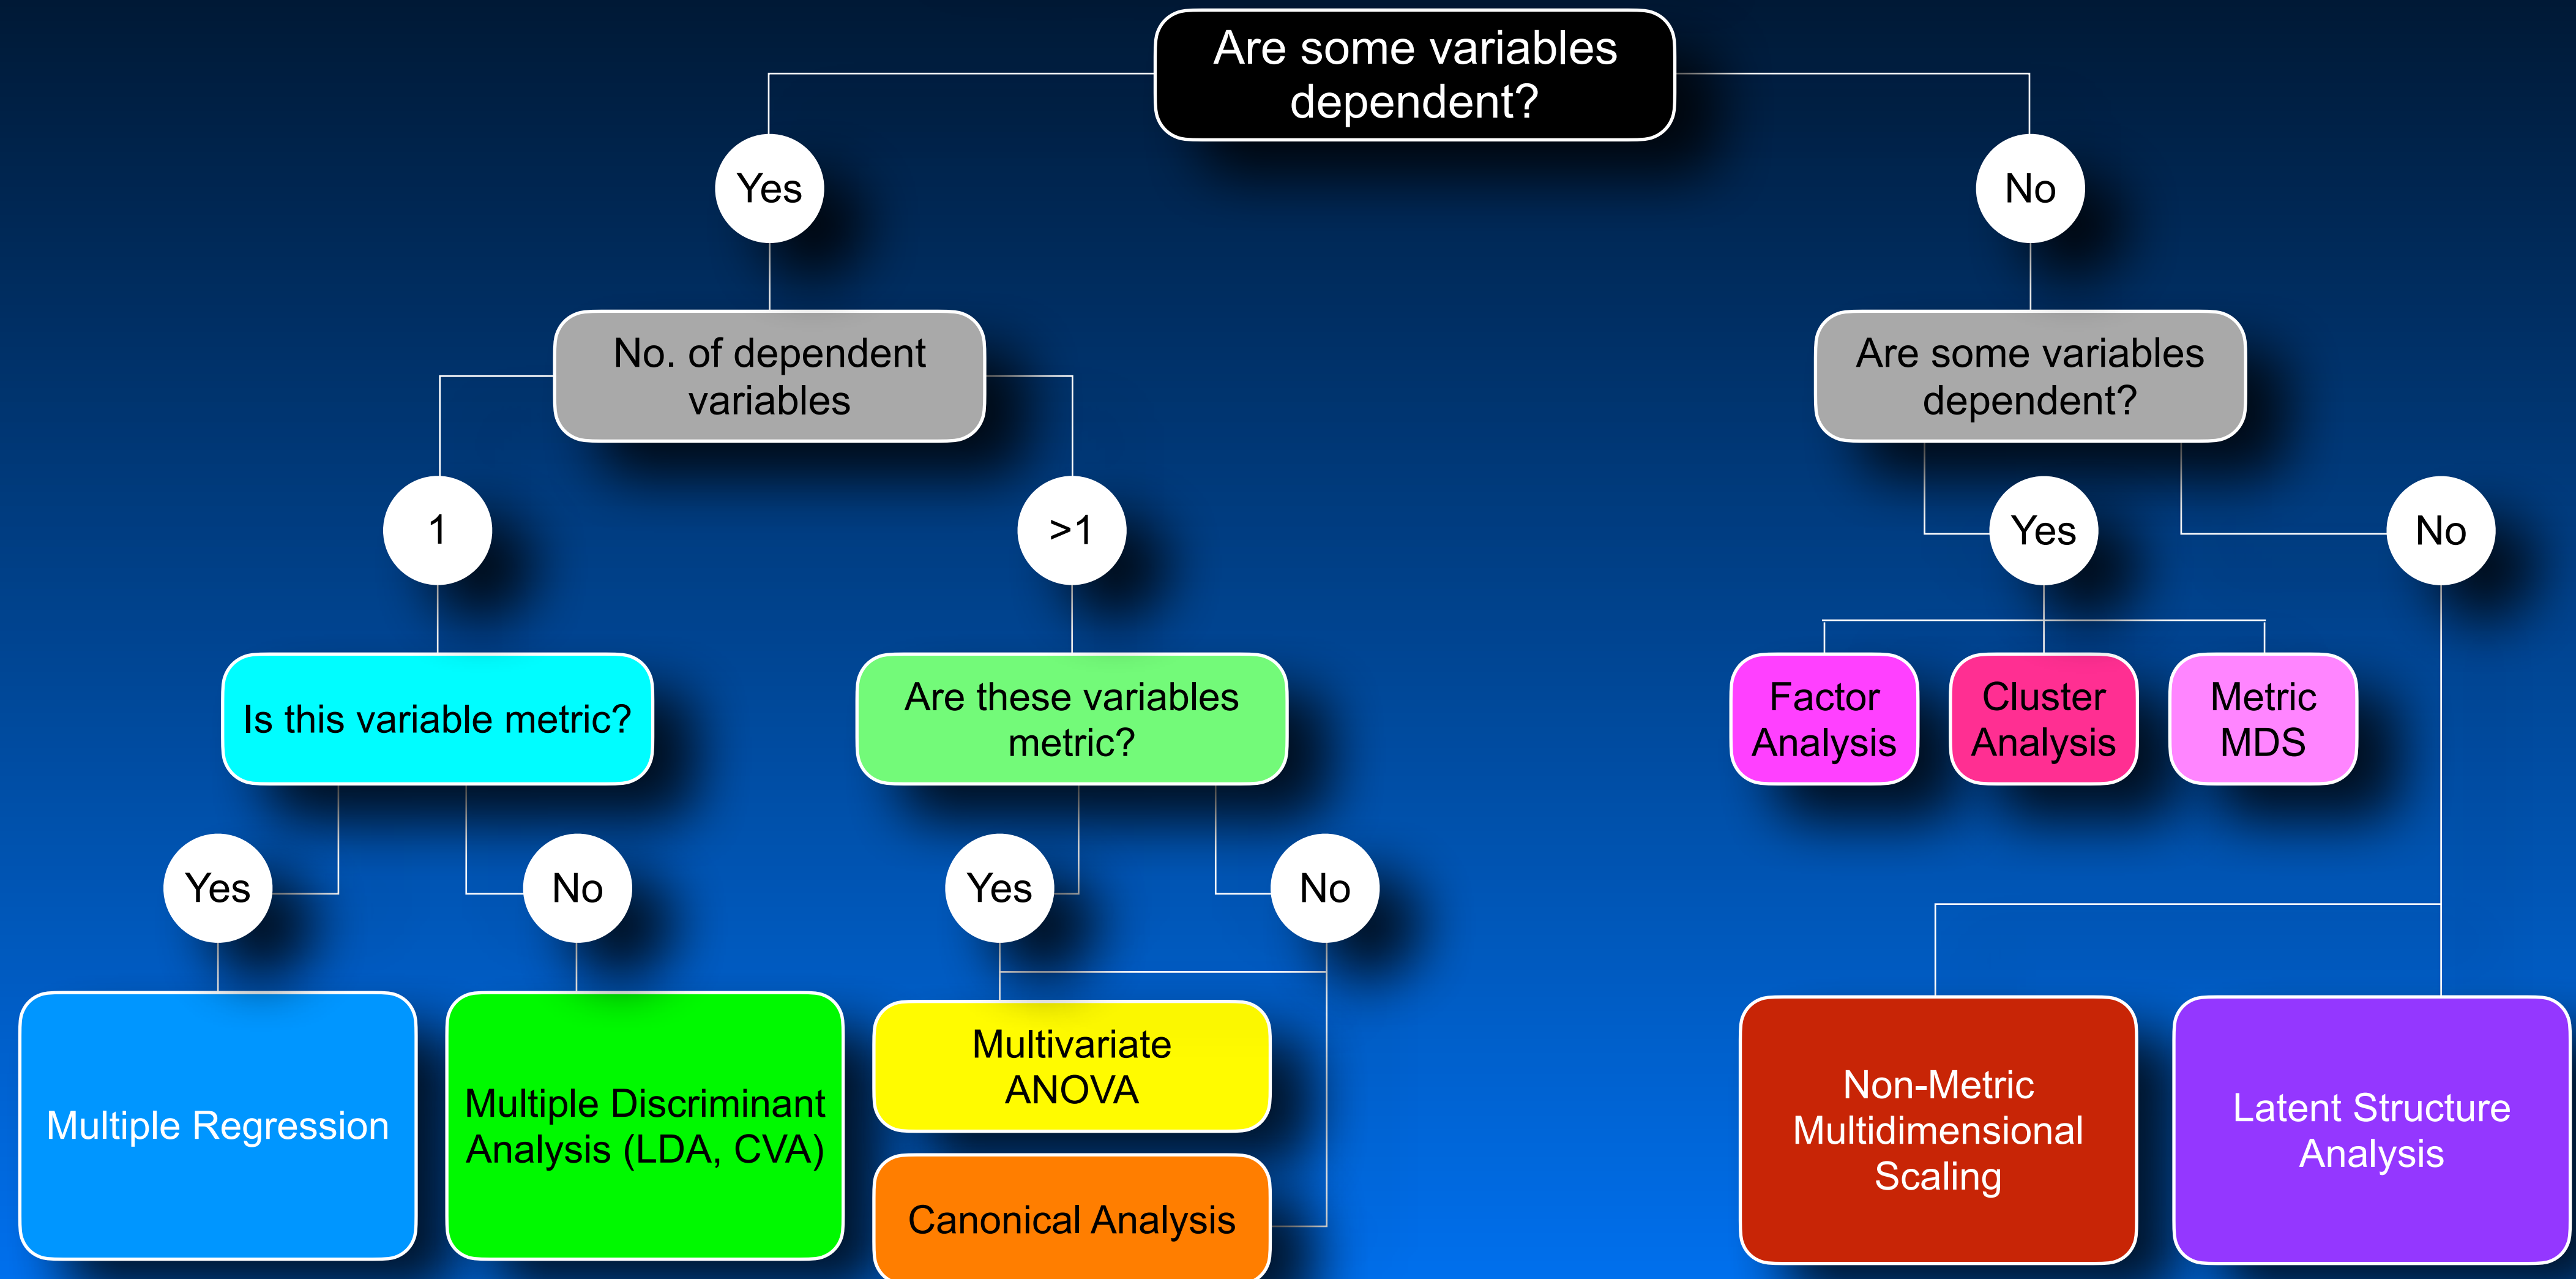 Are some variables
dependent?
Yes
No
No. of dependent
variables
Are some variables
dependent?
1
>1
Yes
No
Is this variable metric?
Are these variables
metric?
Factor
Analysis
Cluster
Analysis
Metric
MDS
Yes
No
Yes
No
Multiple Regression
Multiple Discriminant
Analysis (LDA, CVA)
Multivariate
ANOVA
Canonical Analysis
Non-Metric
Multidimensional
Scaling
Latent Structure
Analysis